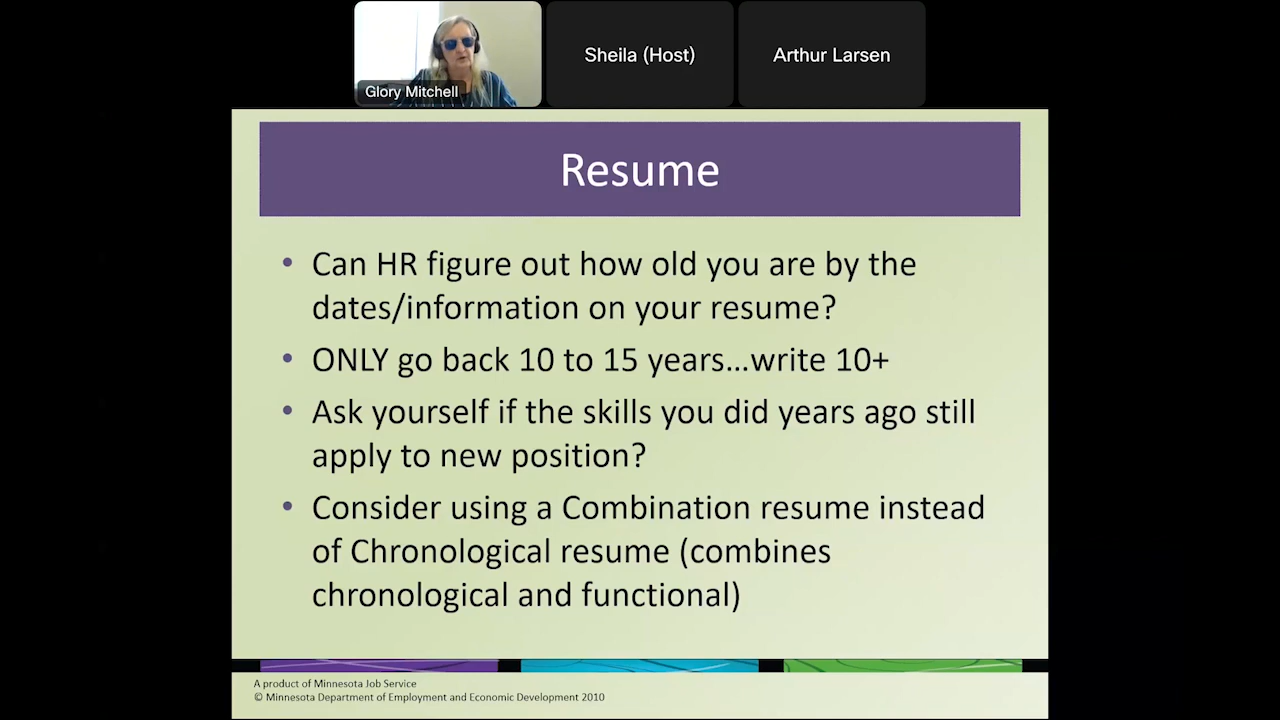 Glory Mitchell
Sheila (Host)
Arthur Larsen
Resume
• Can HR figure out how old you are by the
dates/information on your resume?
• ONLY go back 10 to 15 years...write 10+
• Ask yourself if the skills you did years ago still
apply to new position?
• Consider using a Combination resume instead
of Chronological resume (combines
chronological and functional)
A product of Minnesota Job Service
© Minnesota Department of Employment and Economic Development 2010